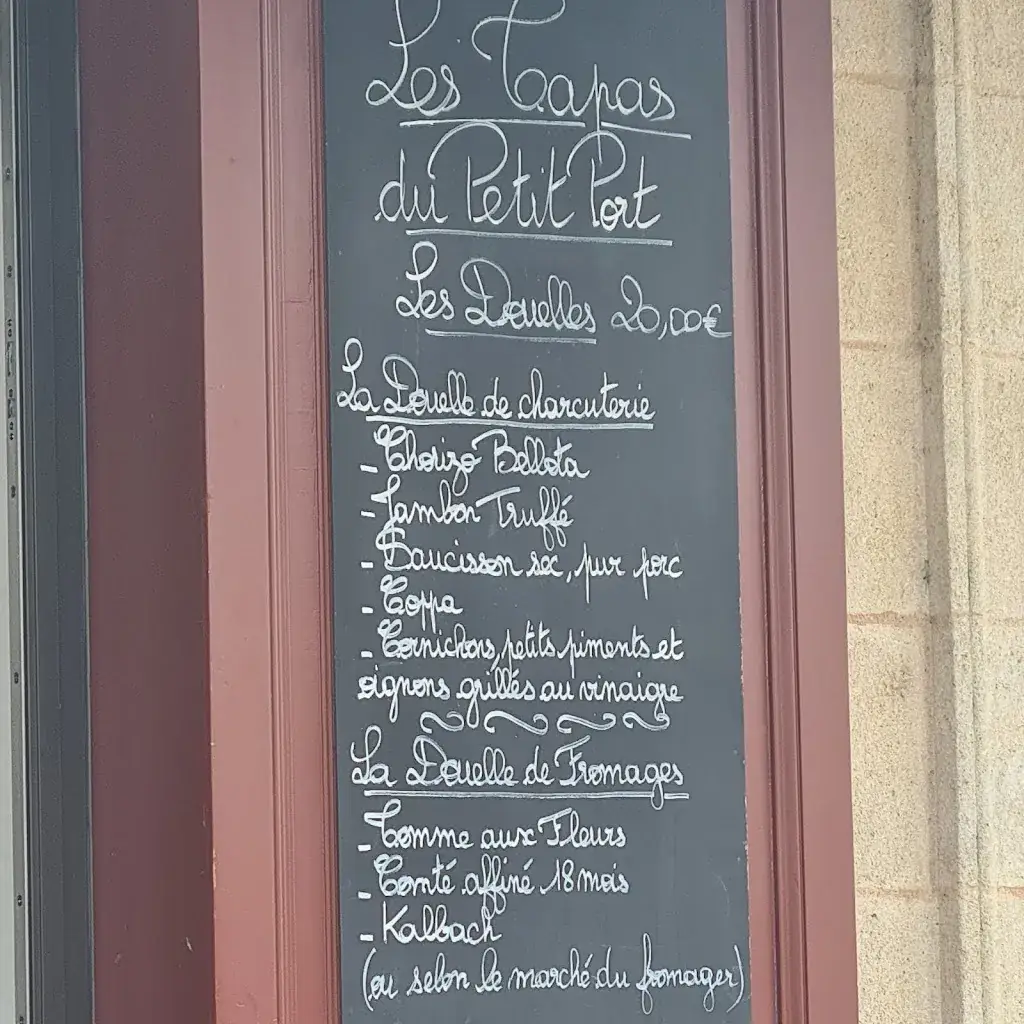 Les Tapas
du Petit Port
Les Douelles 20,00€
La Douelle de charcuterie
- Chorizo Bellota
- Jambon Truffé
- Saucisson sec, pur porc
- Coppa
- Cornichons, petits piments et
oignons grillés au vinaigre
La Douelle de Fromages
- Tomme aux Fleurs
- Comté affiné 18 mois
- Kalbach
(ou selon le marché du fromager)